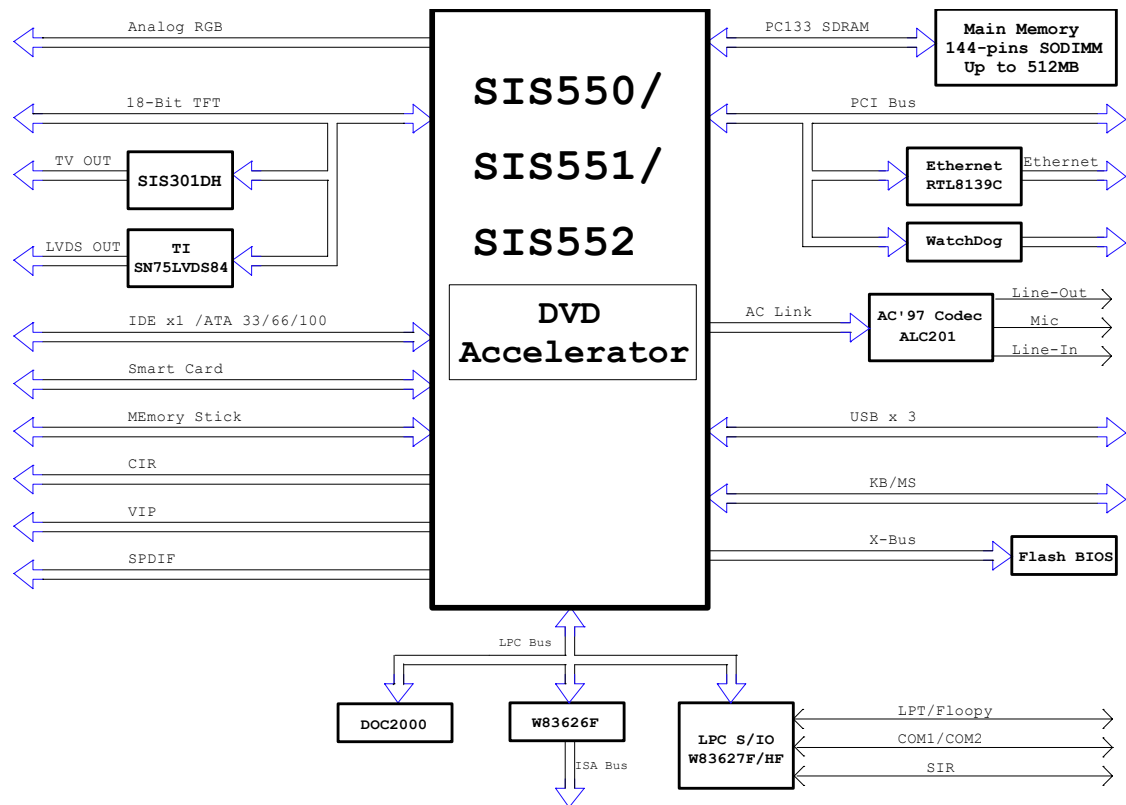 Analog RGB
PC133 SDRAM
Main Memory
144-pins SODIMM
Up to 512MB
SIS550/
SIS551/
SIS552
18-Bit TFT
PCI Bus
TV OUT
SIS301DH
Ethernet
RTL8139C
Ethernet
LVDS OUT
TI
SN75LVDS84
WatchDog
DVD
Accelerator
IDE x1 /ATA 33/66/100
AC Link
AC'97 Codec
ALC201
Line-Out
Mic
Line-In
Smart Card
MEmory Stick
USB x 3
CIR
KB/MS
VIP
X-Bus
Flash BIOS
SPDIF
LPC Bus
DOC2000
W83626F
LPC S/IO
W83627F/HF
LPT/Floopy
COM1/COM2
SIR
ISA Bus